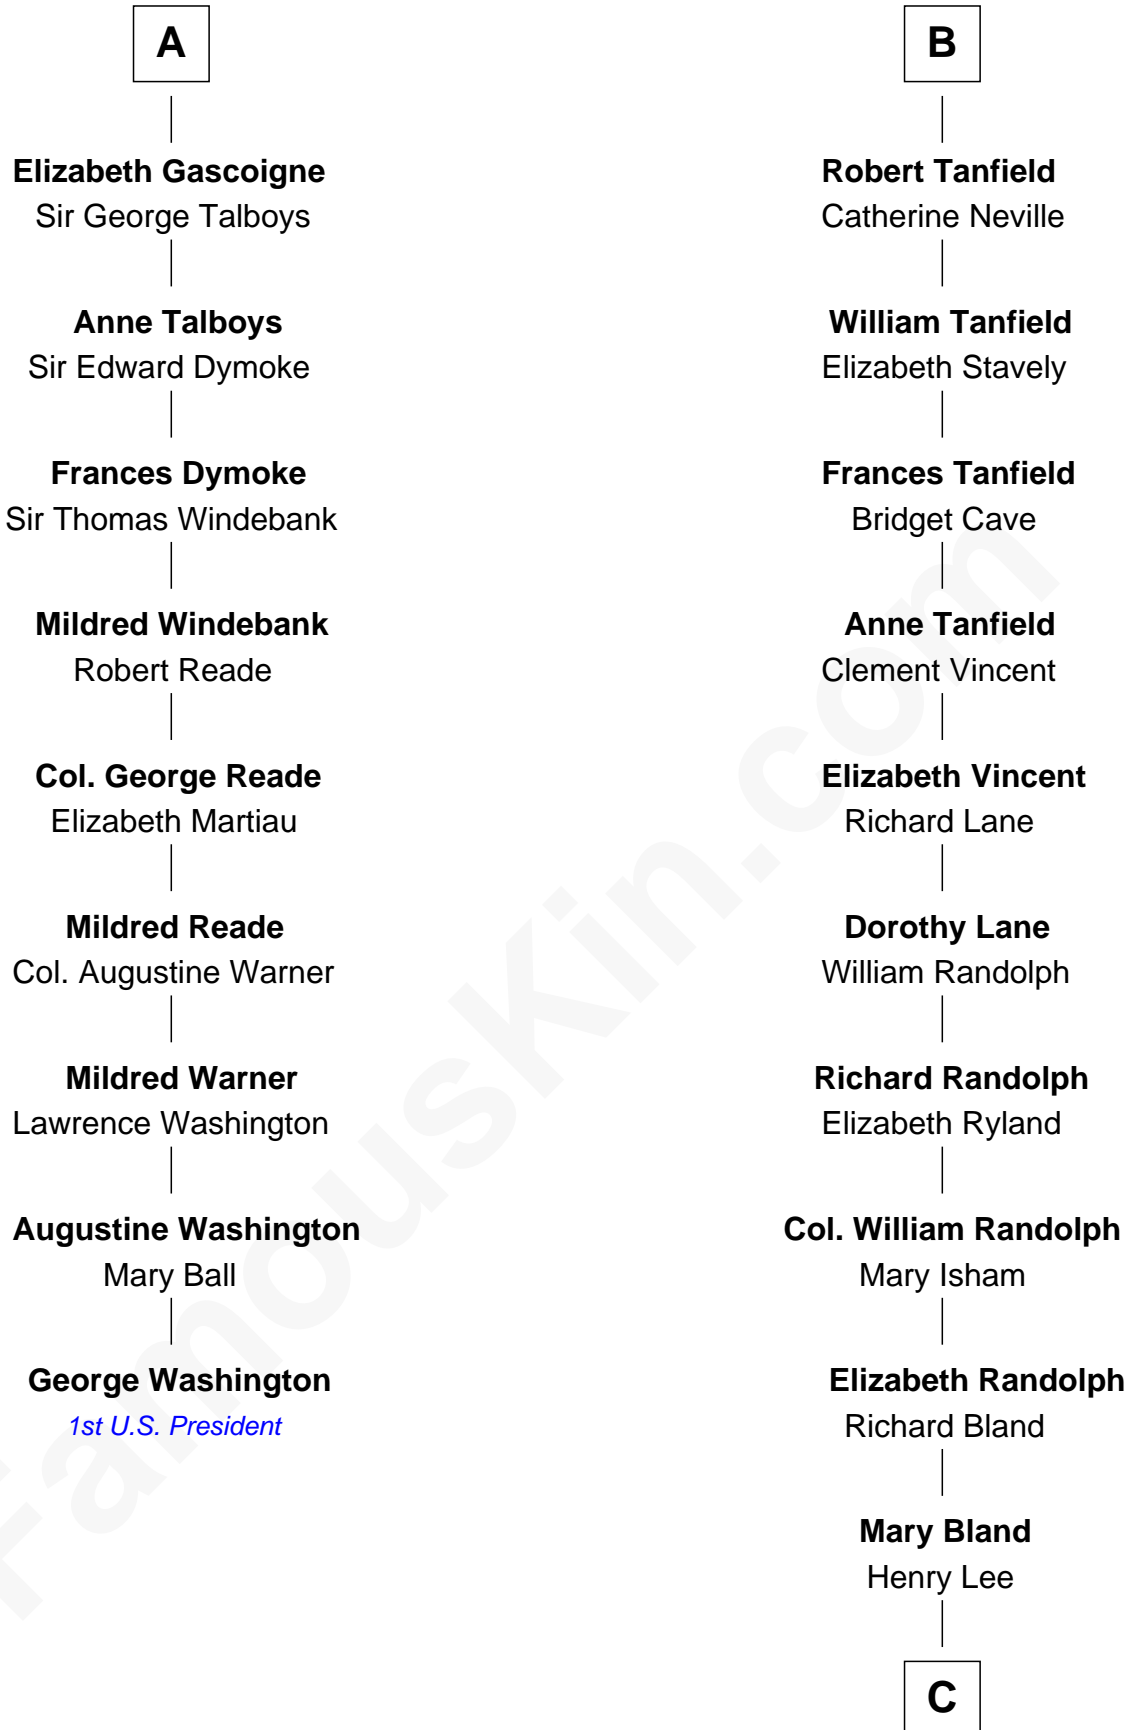 A
Elizabeth Gascoigne
Sir George Talboys
Anne Talboys
Sir Edward Dymoke
Frances Dymoke
Sir Thomas Windebank
Mildred Windebank
Robert Reade
Col. George Reade
Elizabeth Martiau
Mildred Reade
Col. Augustine Warner
Mildred Warner
Lawrence Washington
Augustine Washington
Mary Ball
George Washington
1st U.S. President
B
Robert Tanfield
Catherine Neville
William Tanfield
Elizabeth Stavely
Frances Tanfield
Bridget Cave
Anne Tanfield
Clement Vincent
Elizabeth Vincent
Richard Lane
Dorothy Lane
William Randolph
Richard Randolph
Elizabeth Ryland
Col. William Randolph
Mary Isham
Elizabeth Randolph
Richard Bland
Mary Bland
Henry Lee
C
FamousKin.com